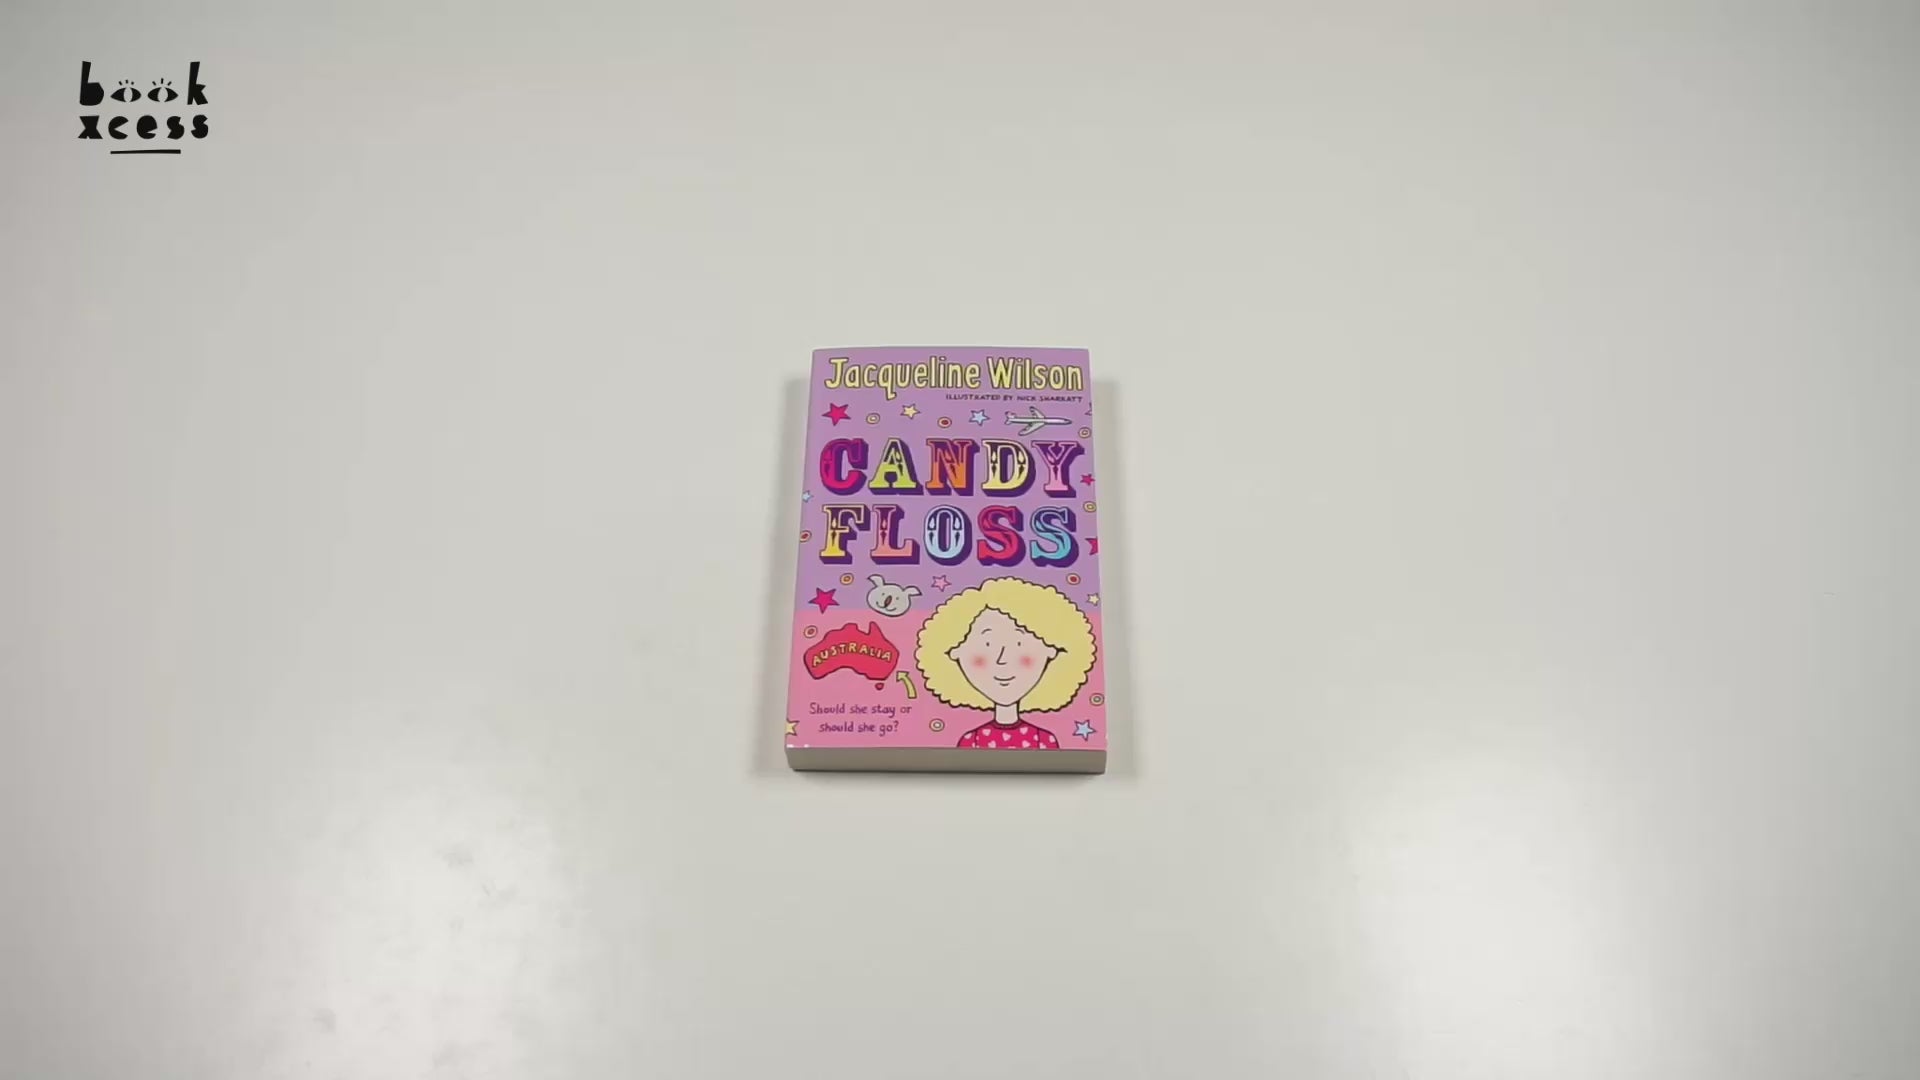 book
xcess
Jacqueline Wilson
ILLUSTRATED BY NICK SHARRATT
CANDY
FLOSS
AUSTRALIA
Should she stay or
should she go?